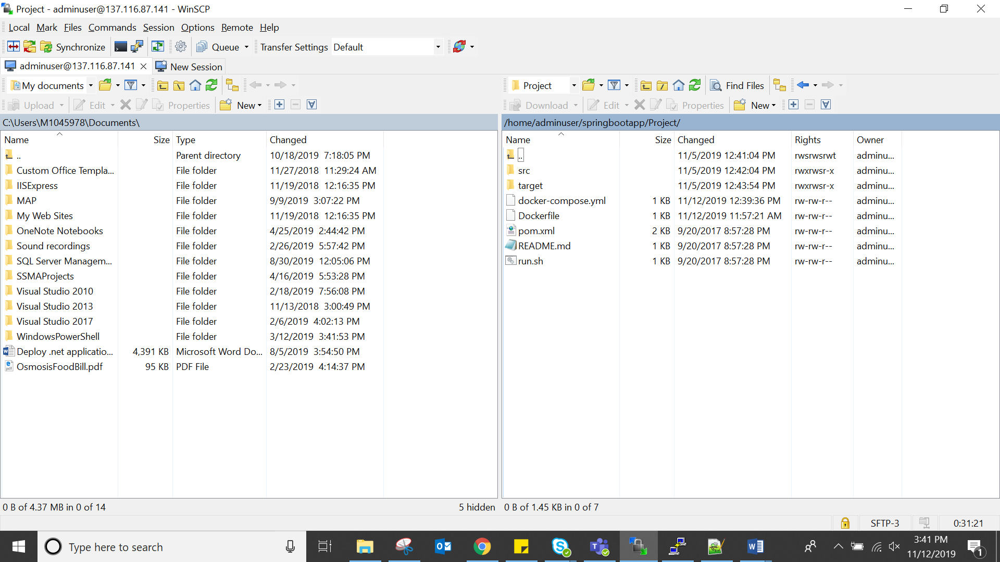 Project - adminuser@137.116.87.141 - WinSCP
Local Mark Files Commands Session Options Remote Help
Synchronize Queue Transfer Settings Default
adminuser@137.116.87.141 New Session
My documents
Upload Edit Properties New
C:\Users\M1045978\Documents\
Name Size Type Changed
.. Parent directory 10/18/2019 7:18:05 PM
Custom Office Templa... File folder 11/27/2018 11:29:24 AM
IISExpress File folder 11/19/2018 12:16:35 PM
MAP File folder 9/9/2019 3:07:22 PM
My Web Sites File folder 11/19/2018 12:16:35 PM
OneNote Notebooks File folder 4/25/2019 2:44:42 PM
Sound recordings File folder 2/26/2019 5:57:42 PM
SQL Server Managem... File folder 8/30/2019 12:05:06 PM
SSMAProjects File folder 4/16/2019 5:53:28 PM
Visual Studio 2010 File folder 2/18/2019 7:56:08 PM
Visual Studio 2013 File folder 11/13/2018 3:00:49 PM
Visual Studio 2017 File folder 2/6/2019 4:02:13 PM
WindowsPowerShell File folder 3/12/2019 3:41:53 PM
Deploy .net applicatio... 4,391 KB Microsoft Word Do... 8/5/2019 3:54:50 PM
OsmosisFoodBill.pdf 95 KB PDF File 2/23/2019 4:14:37 PM
0 B of 4.37 MB in 0 of 14 5 hidden
Project Find Files
Download Edit Properties New
/home/adminuser/springbootapp/Project/
Name Size Changed Rights Owner
.. 11/5/2019 12:41:04 PM rwsrwsrwt adminu...
src 11/5/2019 12:42:04 PM rwxrwsr-x adminu...
target 11/5/2019 12:43:54 PM rwxrwsr-x adminu...
docker-compose.yml 1 KB 11/12/2019 12:39:36 PM rw-rw-r-- adminu...
Dockerfile 1 KB 11/12/2019 11:57:21 AM rw-rw-r-- adminu...
pom.xml 2 KB 9/20/2017 8:57:28 PM rw-rw-r-- adminu...
README.md 1 KB 9/20/2017 8:57:28 PM rw-rw-r-- adminu...
run.sh 1 KB 9/20/2017 8:57:28 PM rw-rw-r-- adminu...
0 B of 1.45 KB in 0 of 7
SFTP-3 0:31:21
Type here to search
3:41 PM
11/12/2019
1